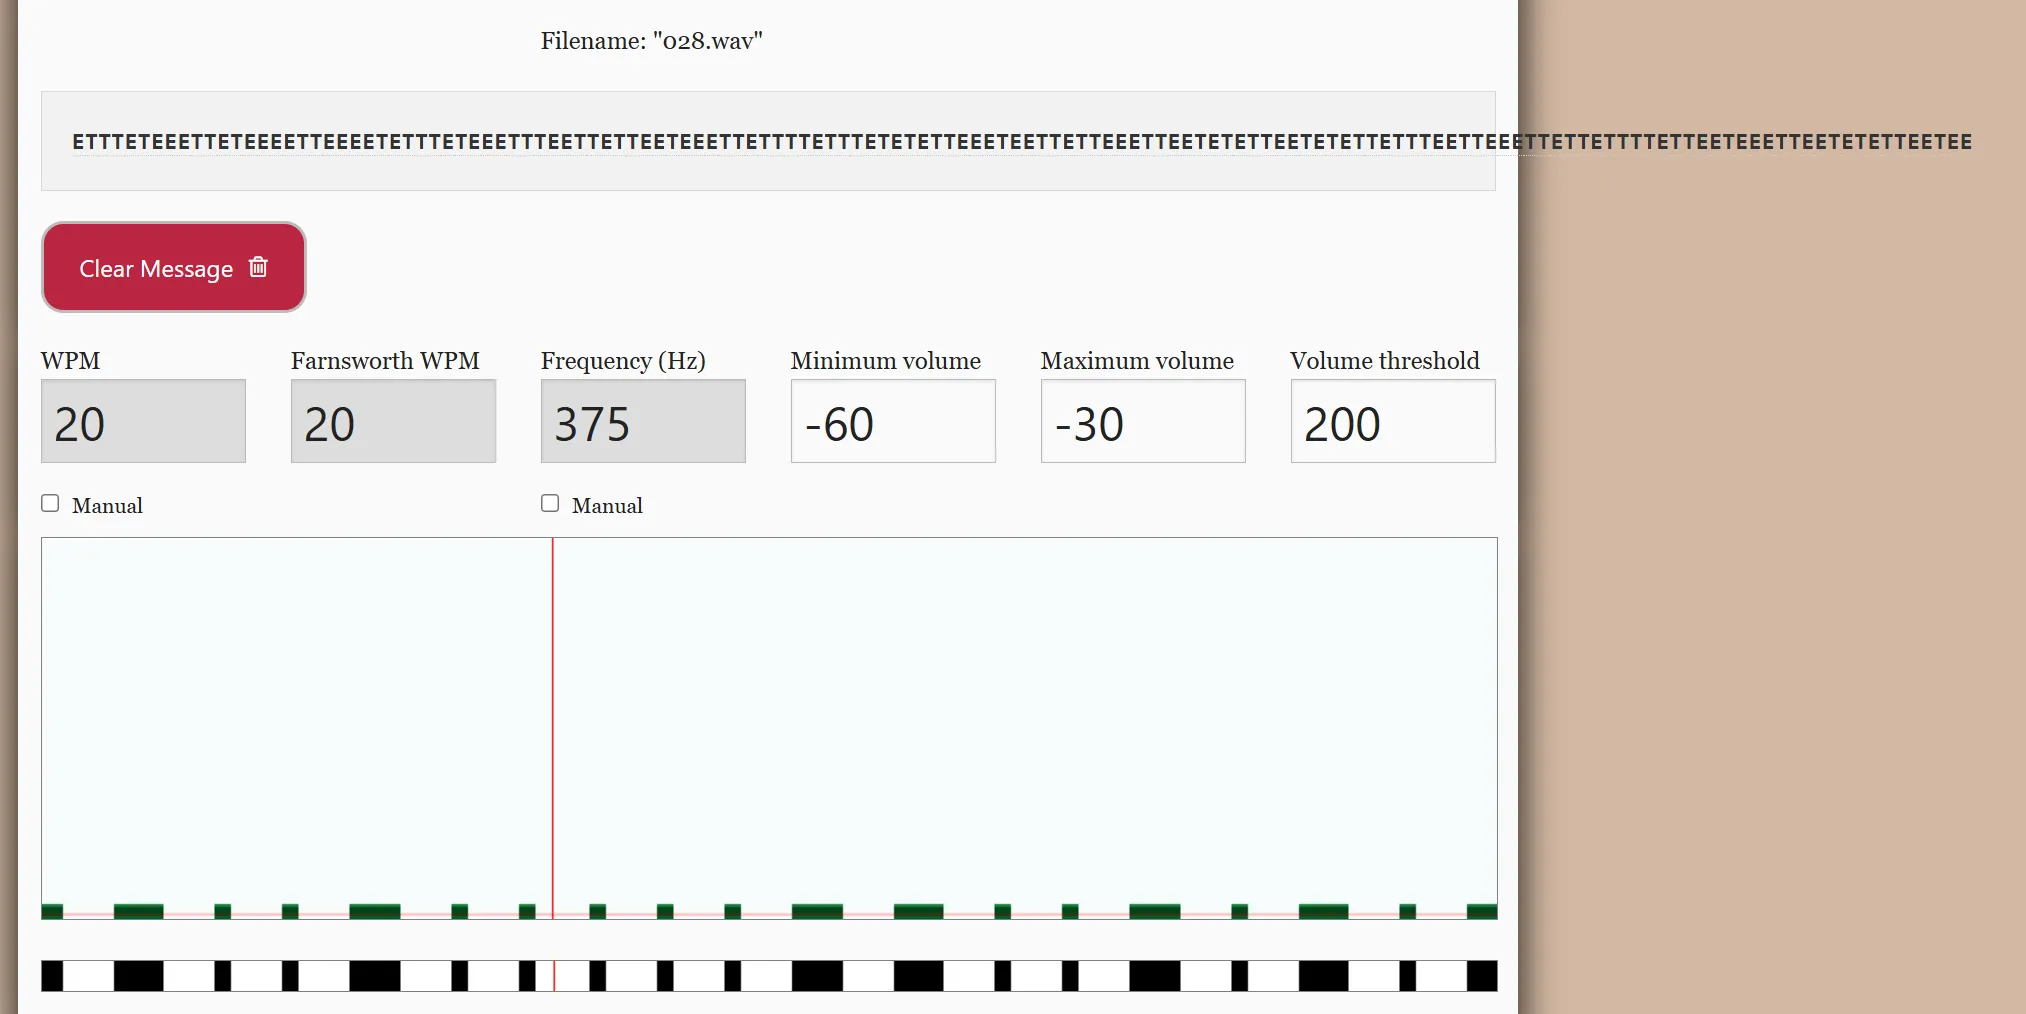 Filename: "028.wav"
ETTTETEEETTETEEEETTEEEETETTTETEEETTTEETTETTEETEEETTETTTTETTTETETETTEEETEETTETTEEETTEETETETTEETETETTETTTEETTEEETTETTETTTTETTEETEEETTEETETETTEETEE
Clear Message
WPM
Farnsworth WPM
Frequency (Hz)
Minimum volume
Maximum volume
Volume threshold
20
20
375
-60
-30
200
Manual
Manual